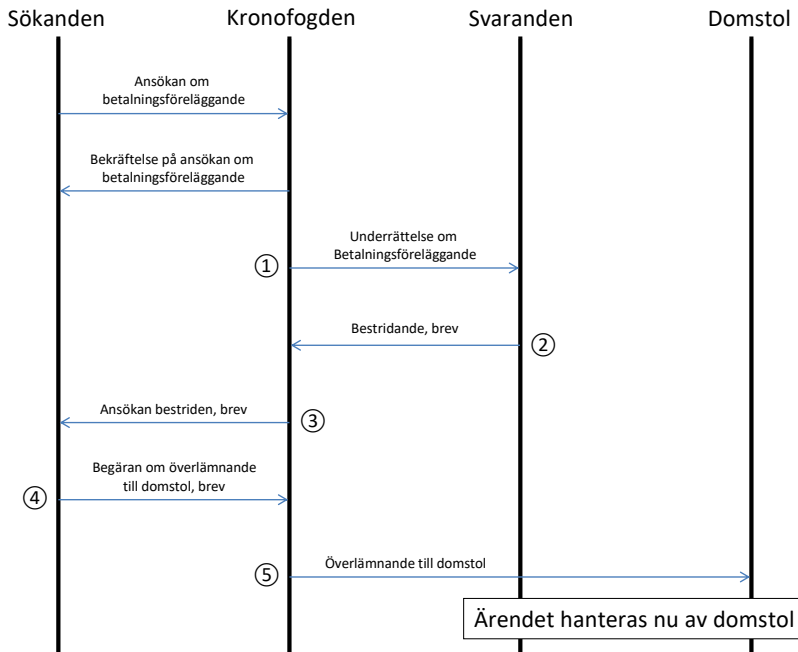 Sökanden Kronofogden Svaranden Domstol
Ansökan om
betalningsföreläggande
Bekräftelse på ansökan om
betalningsföreläggande
Underrättelse om
Betalningsföreläggande
①
Bestridande, brev
②
Ansökan bestriden, brev
③
Begäran om överlämnande
till domstol, brev
④
Överlämnande till domstol
⑤
Ärendet hanteras nu av domstol